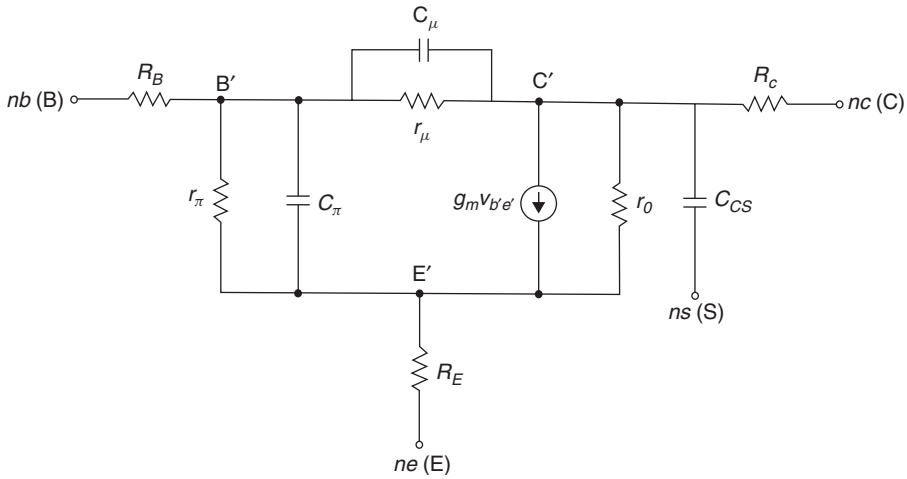 C_μ
R_B
B′
C′
R_c
nb (B)
nc (C)
r_μ
r_π
C_π
g_m v_b′e′
r_0
C_CS
E′
ns (S)
R_E
ne (E)